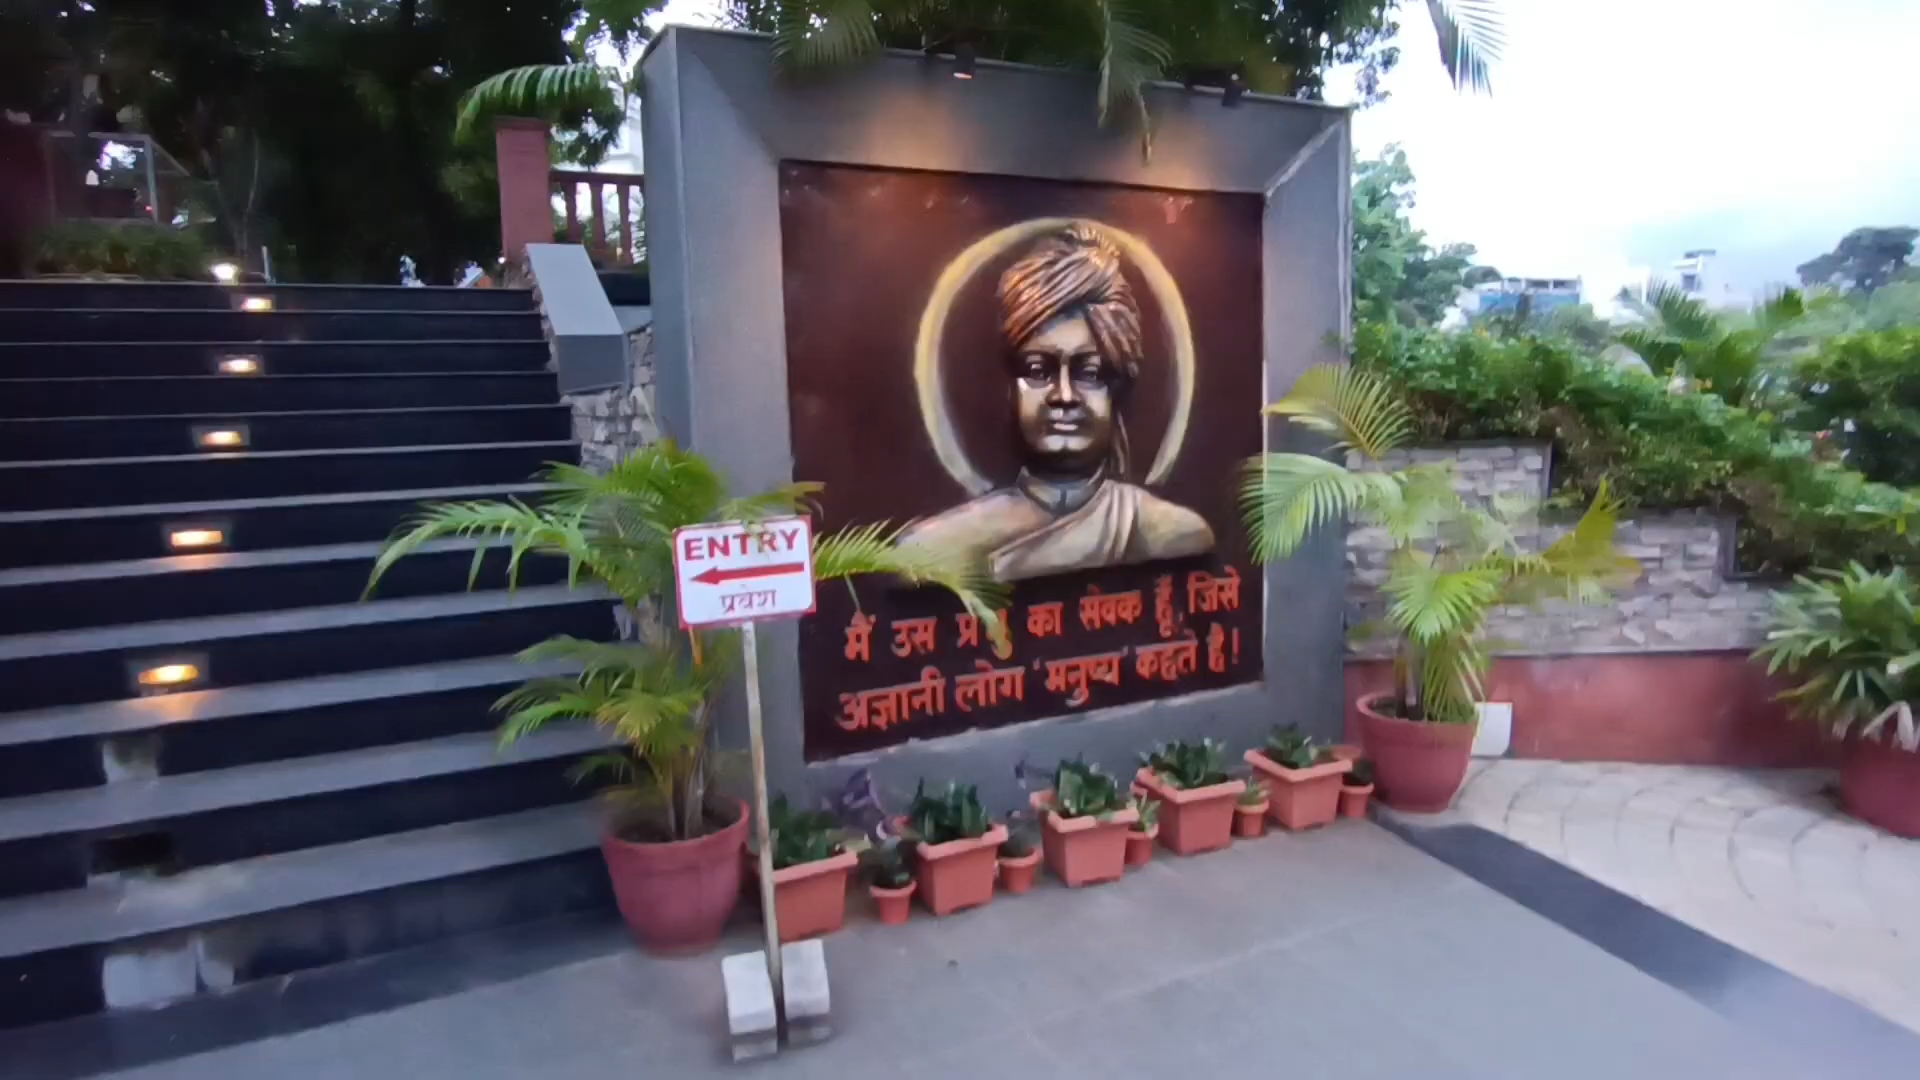 ENTRY
प्रवेश
मैं उस प्रभु का सेवक हूँ, जिसे
अज्ञानी लोग 'मनुष्य' कहते है!